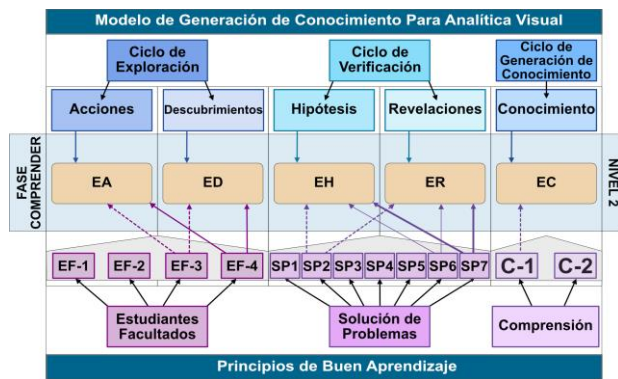 Modelo de Generación de Conocimiento Para Analítica Visual
Ciclo de
Exploración
Ciclo de
Verificación
Ciclo de
Generación de
Conocimiento
Acciones
Descubrimientos
Hipótesis
Revelaciones
Conocimiento
FASE
COMPRENDER
EA
ED
EH
ER
EC
NIVEL 2
EF-1
EF-2
EF-3
EF-4
SP1
SP2
SP3
SP4
SP5
SP6
SP7
C-1
C-2
Estudiantes
Facultados
Solución de
Problemas
Comprensión
Principios de Buen Aprendizaje